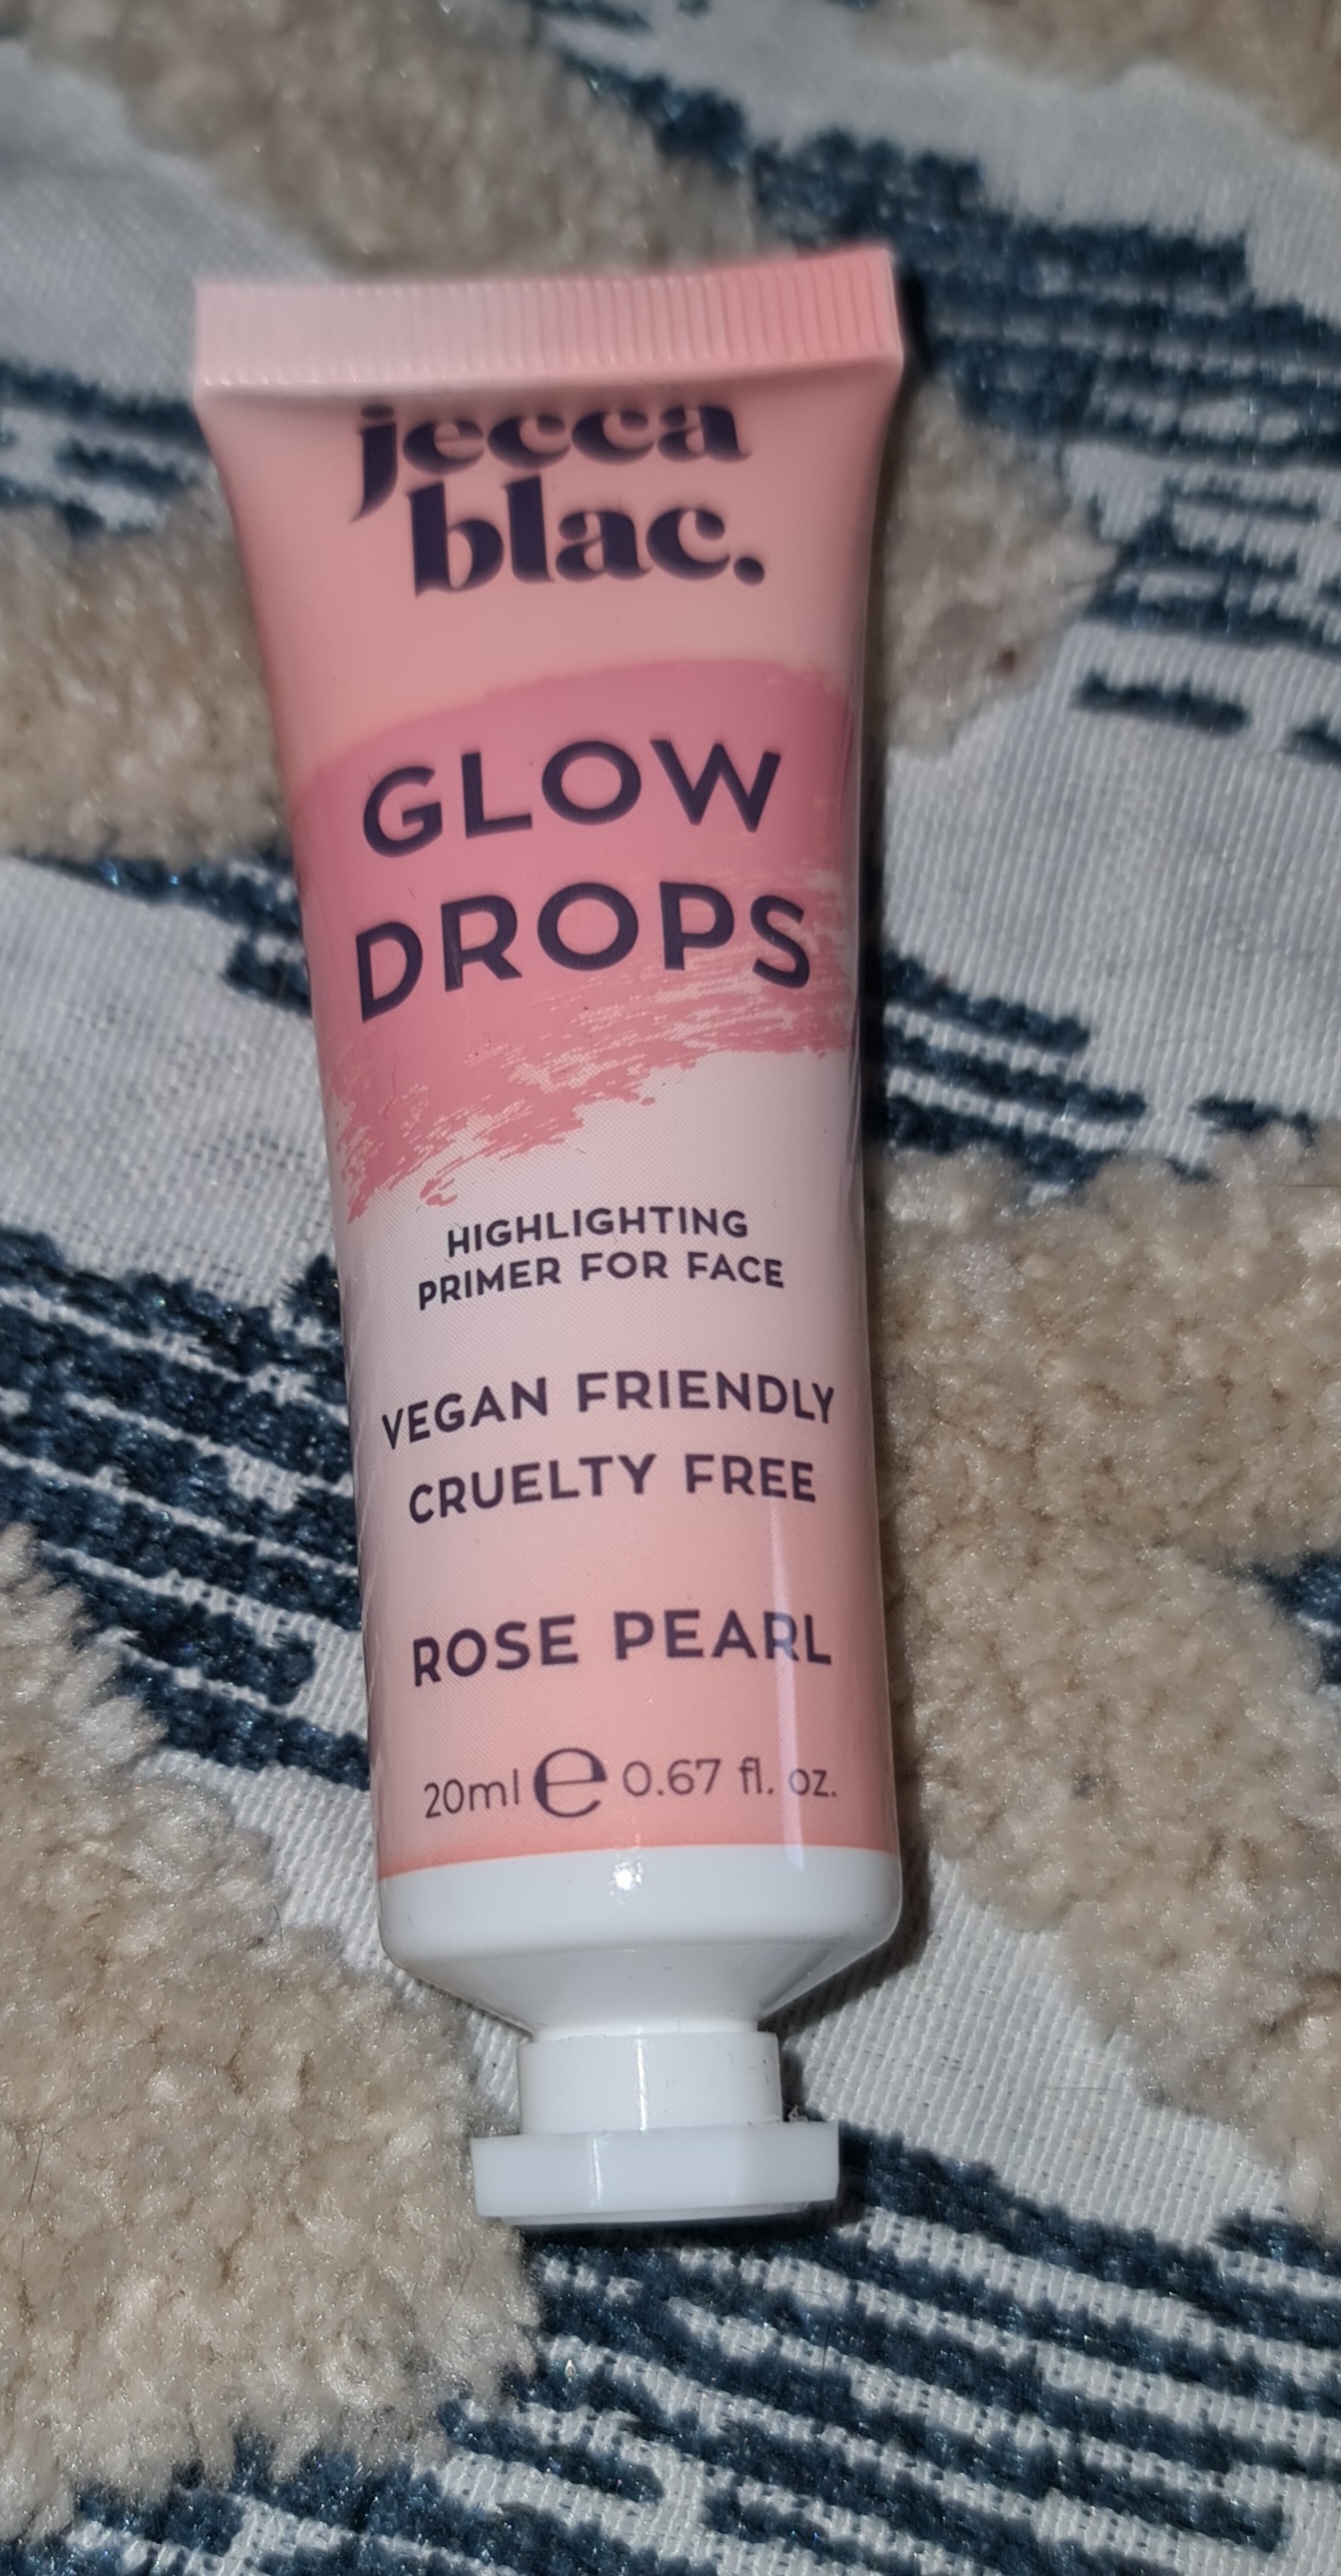 jecca
blac.
GLOW
DROPS
HIGHLIGHTING
PRIMER FOR FACE
VEGAN FRIENDLY
CRUELTY FREE
ROSE PEARL
20ml ℮ 0.67 fl. oz.